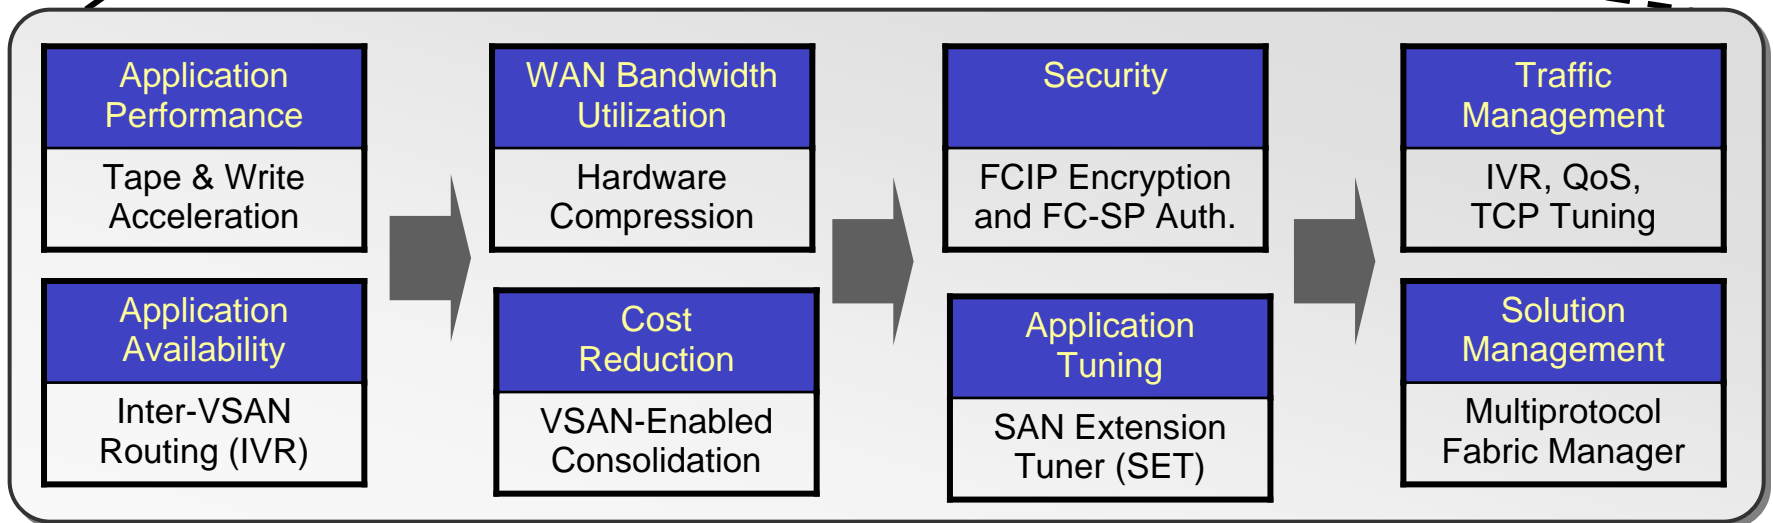 Application
Performance
Tape & Write
Acceleration
Application
Availability
Inter-VSAN
Routing (IVR)
WAN Bandwidth
Utilization
Hardware
Compression
Cost
Reduction
VSAN-Enabled
Consolidation
Security
FCIP Encryption
and FC-SP Auth.
Application
Tuning
SAN Extension
Tuner (SET)
Traffic
Management
IVR, QoS,
TCP Tuning
Solution
Management
Multiprotocol
Fabric Manager